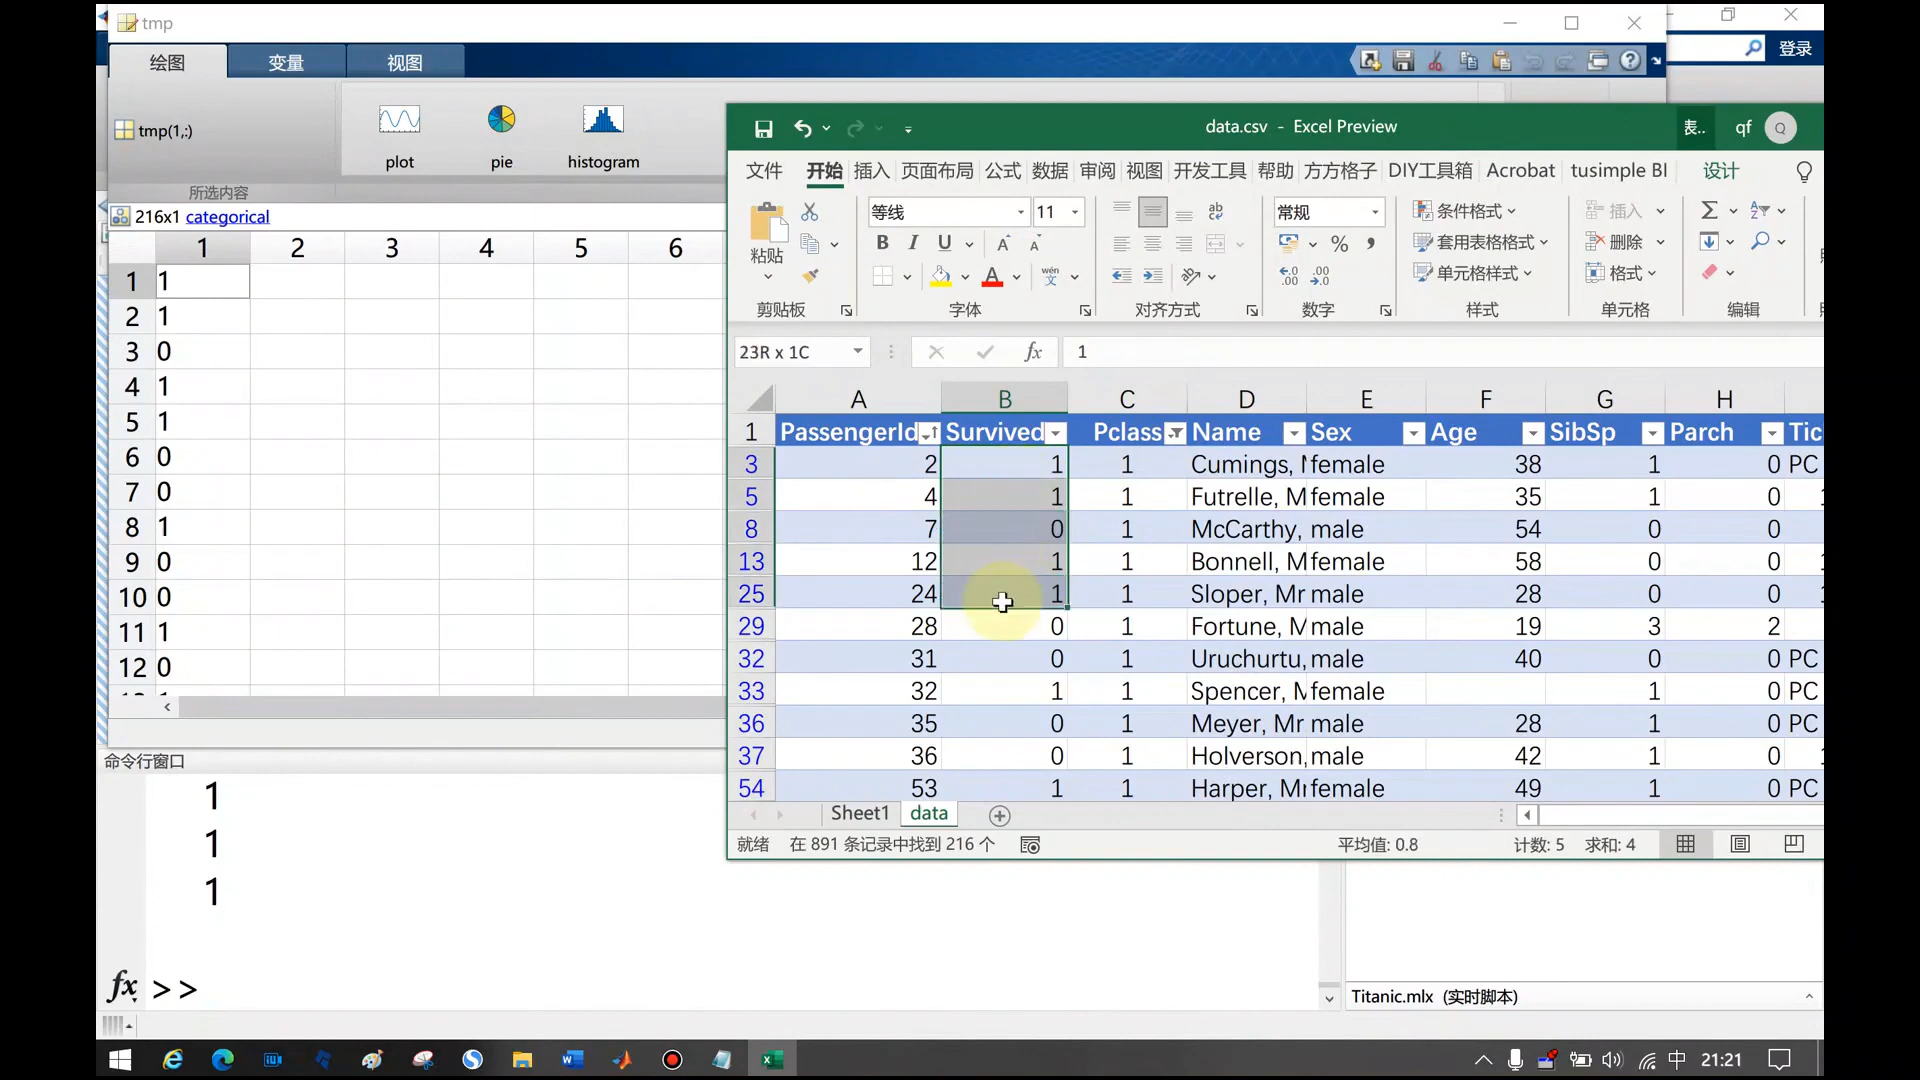 tmp
绘图 变量 视图
登录
tmp(1,:)
plot pie histogram
所选内容
216x1 categorical
1 2 3 4 5 6
1 1
2 1
3 0
4 1
5 1
6 0
7 0
8 1
9 0
10 0
11 1
12 0
命令行窗口
1
1
1
fx >>
data.csv - Excel Preview
表.. qf Q
文件 开始 插入 页面布局 公式 数据 审阅 视图 开发工具 帮助 方方格子 DIY工具箱 Acrobat tusimple BI 设计
粘贴
等线 11
B I U A A
A wén 文
ab
常规
% ,
.00
条件格式
套用表格格式
单元格样式
插入
删除
格式
剪贴板 字体 对齐方式 数字 样式 单元格 编辑
23R x 1C fx 1
A B C D E F G H
1 PassengerId Survived Pclass Name Sex Age SibSp Parch Tic
3 2 1 1 Cumings, female 38 1 0 PC
5 4 1 1 Futrelle, M female 35 1 0
8 7 0 1 McCarthy, male 54 0 0
13 12 1 1 Bonnell, M female 58 0 0
25 24 1 1 Sloper, Mr male 28 0 0
29 28 0 1 Fortune, M male 19 3 2
32 31 0 1 Uruchurtu, male 40 0 0 PC
33 32 1 1 Spencer, M female 1 0 PC
36 35 0 1 Meyer, Mr male 28 1 0 PC
37 36 0 1 Holverson, male 42 1 0
54 53 1 1 Harper, Mr female 49 1 0 PC
Sheet1 data
就绪 在 891 条记录中找到 216 个 平均值: 0.8 计数: 5 求和: 4
Titanic.mlx (实时脚本)
中 21:21